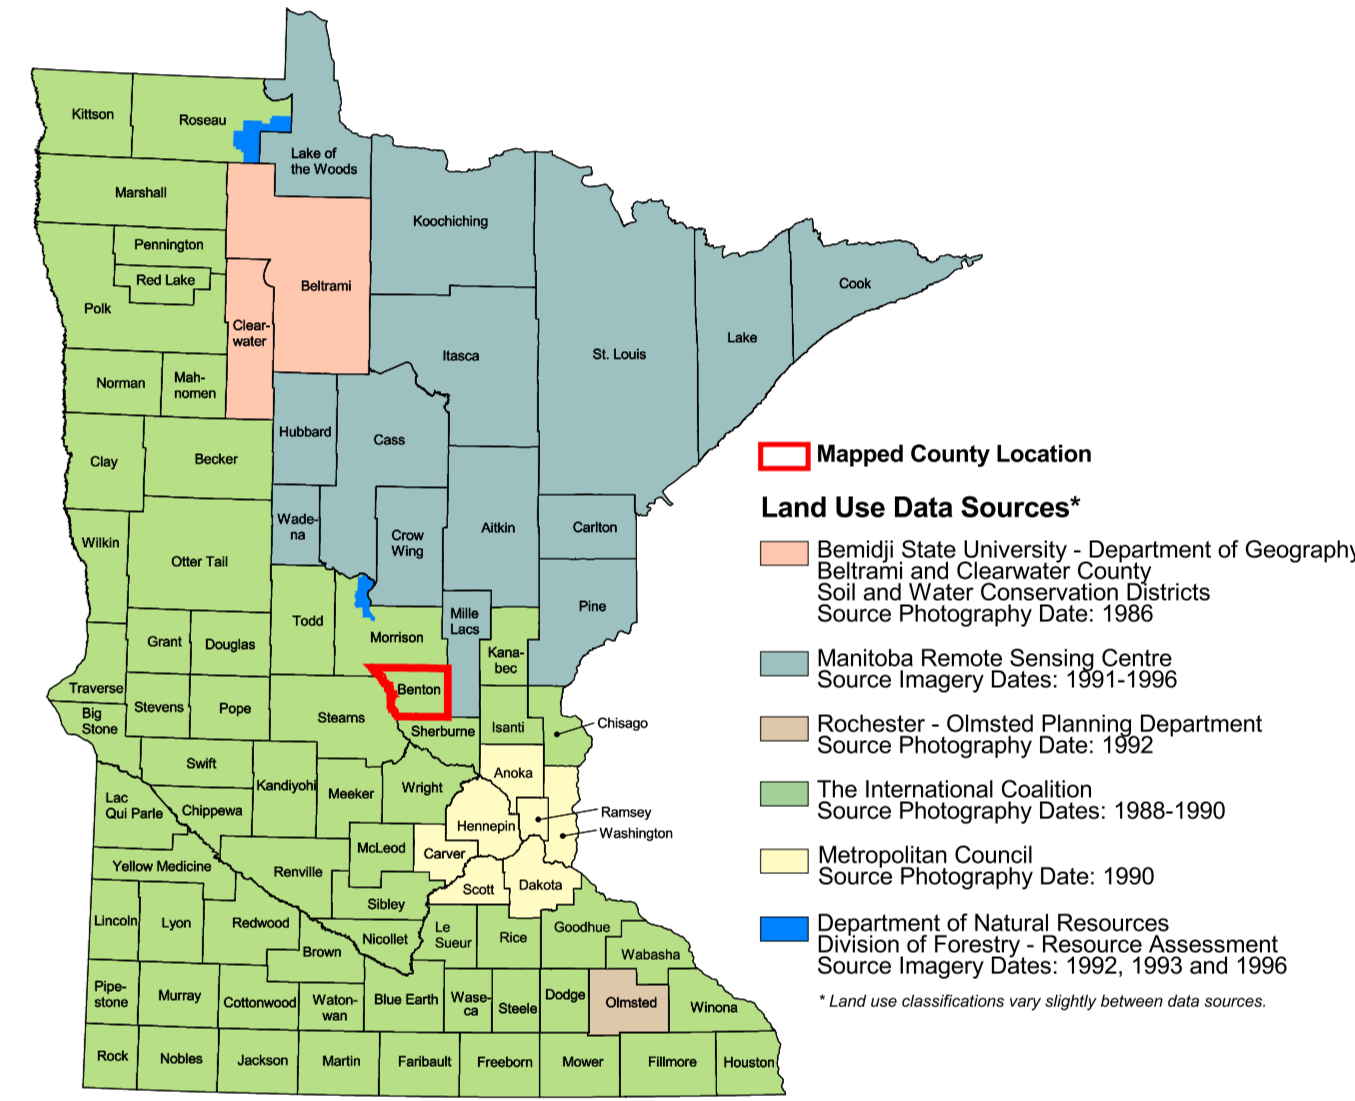 Kittson
Roseau
Lake of
the Woods
Marshall
Koochiching
Pennington
Red Lake
Beltrami
Polk
Cook
Clear-
water
Lake
Itasca
St. Louis
Norman
Mah-
nomen
Hubbard
Cass
Clay
Becker
Wade-
na
Crow
Wing
Aitkin
Carlton
Wilkin
Otter Tail
Mille
Lacs
Pine
Todd
Morrison
Grant
Douglas
Kana-
bec
Traverse
Benton
Big
Stone
Stevens
Pope
Stearns
Sherburne
Isanti
Chisago
Swift
Anoka
Kandiyohi
Meeker
Wright
Lac
Qui Parle
Chippewa
Ramsey
Hennepin
Washington
McLeod
Carver
Yellow Medicine
Renville
Scott
Dakota
Sibley
Lincoln
Lyon
Redwood
Nicollet
Le
Sueur
Rice
Goodhue
Brown
Wabasha
Pipe-
stone
Murray
Cottonwood
Waton-
wan
Blue Earth
Wase-
ca
Steele
Dodge
Olmsted
Winona
Rock
Nobles
Jackson
Martin
Faribault
Freeborn
Mower
Fillmore
Houston
Mapped County Location
Land Use Data Sources*
Bemidji State University - Department of Geography
Beltrami and Clearwater County
Soil and Water Conservation Districts
Source Photography Date: 1986
Manitoba Remote Sensing Centre
Source Imagery Dates: 1991-1996
Rochester - Olmsted Planning Department
Source Photography Date: 1992
The International Coalition
Source Photography Dates: 1988-1990
Metropolitan Council
Source Photography Date: 1990
Department of Natural Resources
Division of Forestry - Resource Assessment
Source Imagery Dates: 1992, 1993 and 1996
* Land use classifications vary slightly between data sources.